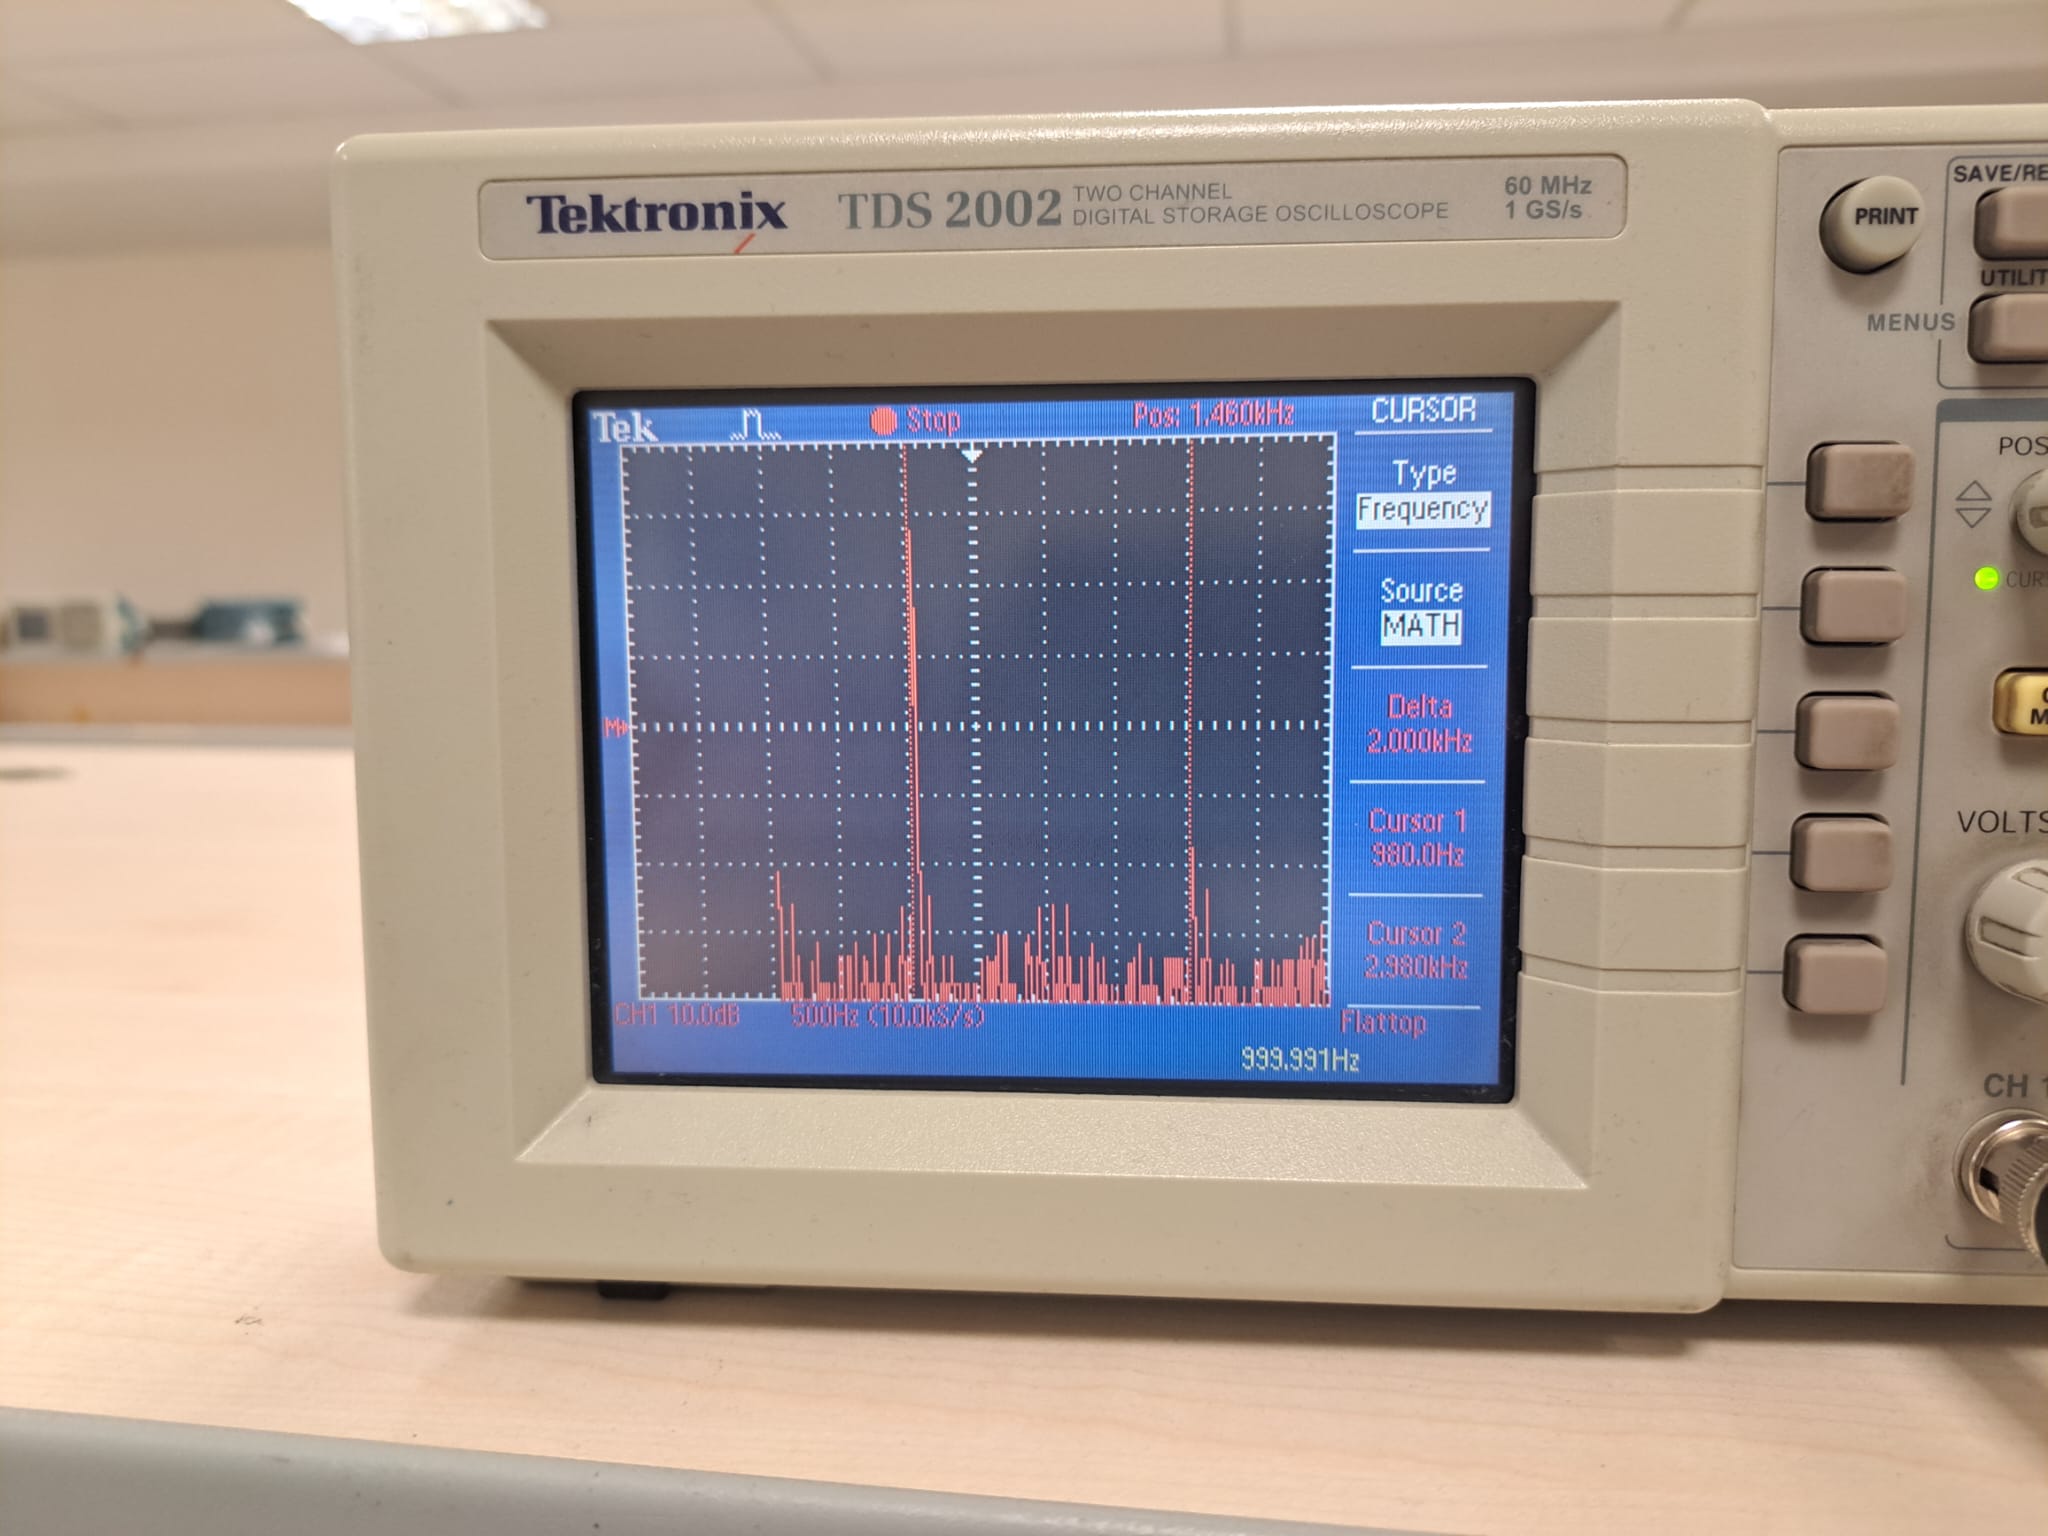 Tektronix TDS 2002 TWO CHANNEL
DIGITAL STORAGE OSCILLOSCOPE
60 MHz
1 GS/s
PRINT
SAVE/RE
UTILIT
MENUS
Tek
Stop
Pos: 1.460kHz
CURSOR
Type
Frequency
Source
MATH
Delta
2.000kHz
Cursor 1
980.0Hz
Cursor 2
2.980kHz
M
CH1 10.0dB
500Hz (10.0kS/s)
Flattop
999.991Hz
POS
CURS
M
VOLTS
CH 1